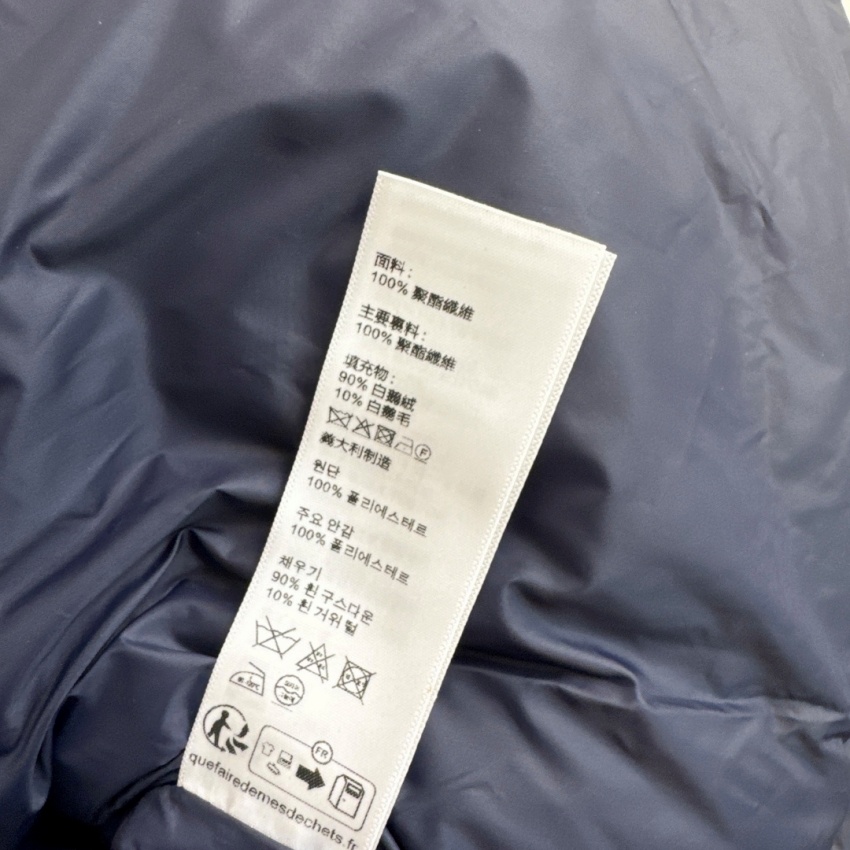 面料:
100% 聚酯纖維
主要裏料:
100% 聚酯纖維
填充物:
90% 白鵝絨
10% 白鵝毛
F
義大利制造
원단
100% 폴리에스테르
주요 안감
100% 폴리에스테르
채우기
90% 흰 구스다운
10% 흰 거위 털
FR
quefairedemesdechets.fr